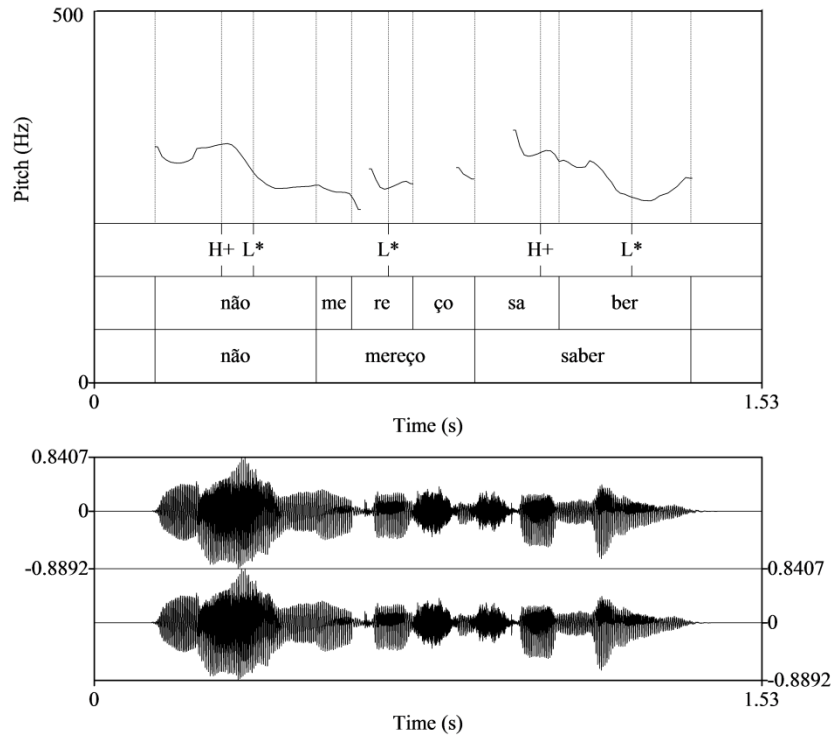 500
Pitch (Hz)
H+ L* L* H+ L*
não me re ço sa ber
não mereço saber
0
0 1.53
Time (s)
0.8407
0
-0.8892 0.8407
0
-0.8892
0 1.53
Time (s)